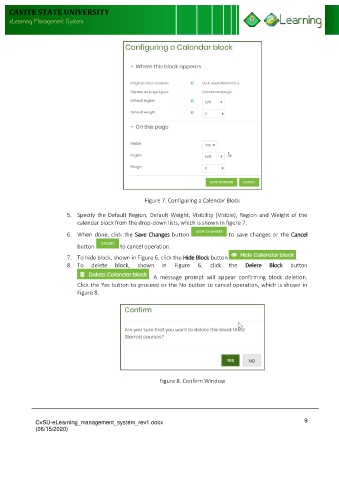 CAVITE STATE UNIVERSITY
eLearning Management System
eLearning
Configuring a Calendar block
Where this block appears
Original block location
Display on page types
Default region
Left
Default weight
0
On this page
Visible
Yes
Region
Left
Weight
0
SAVE CHANGES CANCEL
Figure 7. Configuring a Calendar Block
5. Specify the Default Region, Default Weight, Visibility (Visible), Region and Weight of the
calendar block from the drop-down lists, which is shown in figure 7.
6. When done, click the Save Changes button SAVE CHANGES to save changes or the Cancel
button CANCEL to cancel operation.
7. To hide block, shown in Figure 6, click the Hide Block button Hide Calendar block
8. To delete block, shown in Figure 6, click the Delete Block button
Delete Calendar block. A message prompt will appear confirming block deletion.
Click the Yes button to proceed or the No button to cancel operation, which is shown in
Figure 8.
Confirm
Are you sure that you want to delete this block titled
Starred courses?
YES NO
Figure 8. Confirm Window
CvSU-eLearning_management_system_rev1.docx 9
(06/15/2020)